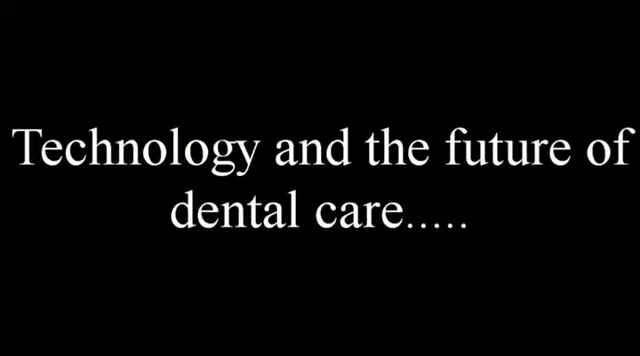 Technology and the future of
dental care.....